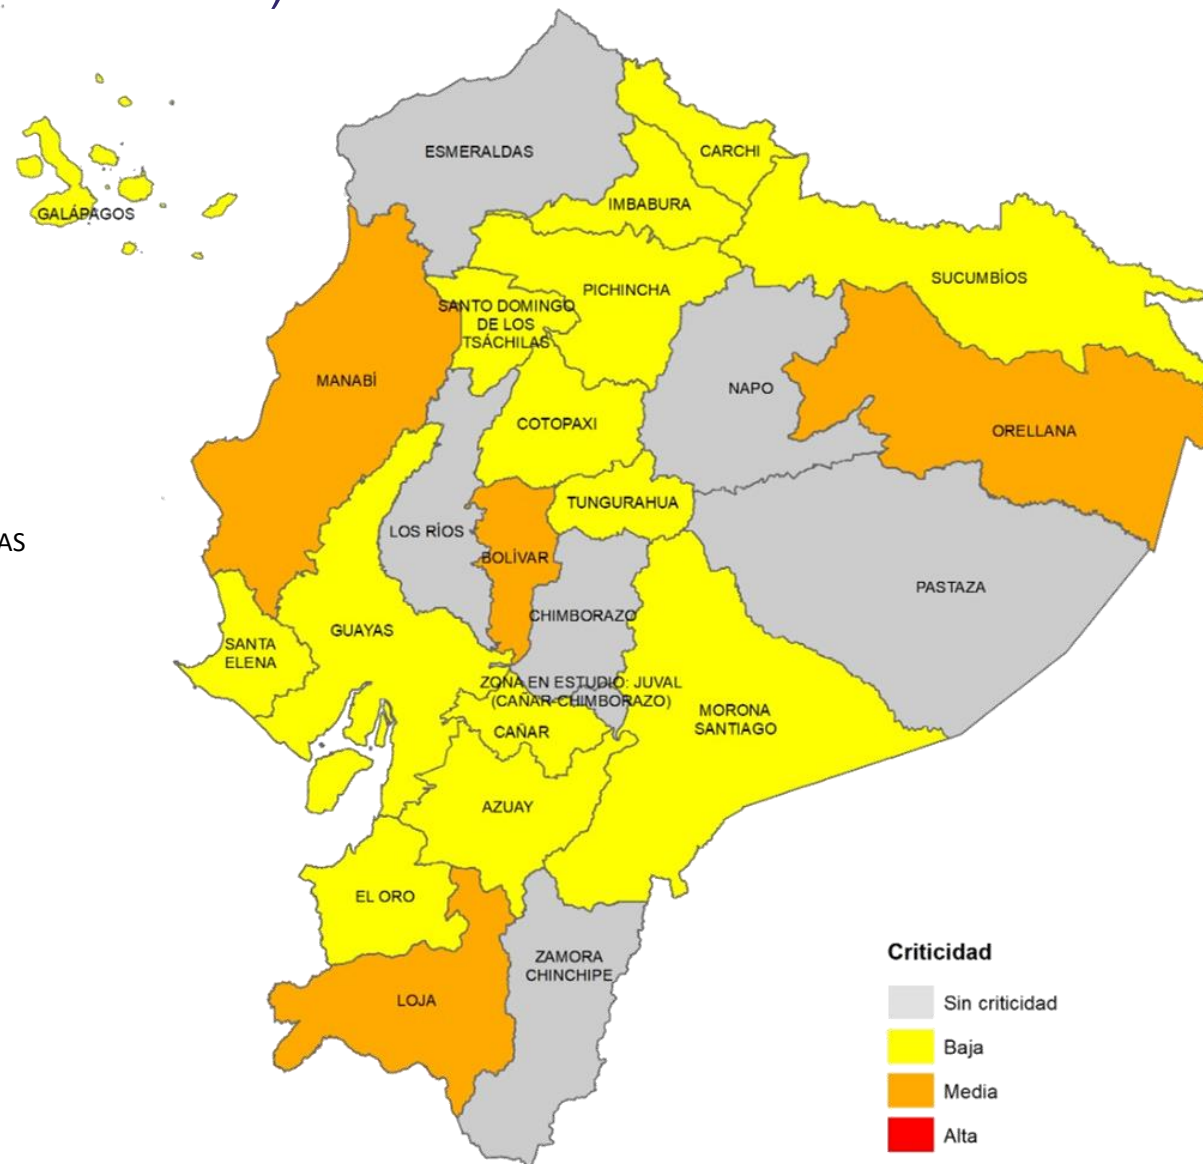 ESMERALDAS
CARCHI
IMBABURA
GALÁPAGOS
SUCUMBÍOS
PICHINCHA
SANTO DOMINGO
DE LOS
TSÁCHILAS
MANABÍ
NAPO
COTOPAXI
ORELLANA
TUNGURAHUA
LOS RÍOS
AS
BOLÍVAR
PASTAZA
CHIMBORAZO
GUAYAS
SANTA
ELENA
ZONA EN ESTUDIO: JUVAL
(CAÑAR-CHIMBORAZO)
MORONA
SANTIAGO
CAÑAR
AZUAY
EL ORO
ZAMORA
CHINCHIPE
LOJA
Criticidad
Sin criticidad
Baja
Media
Alta